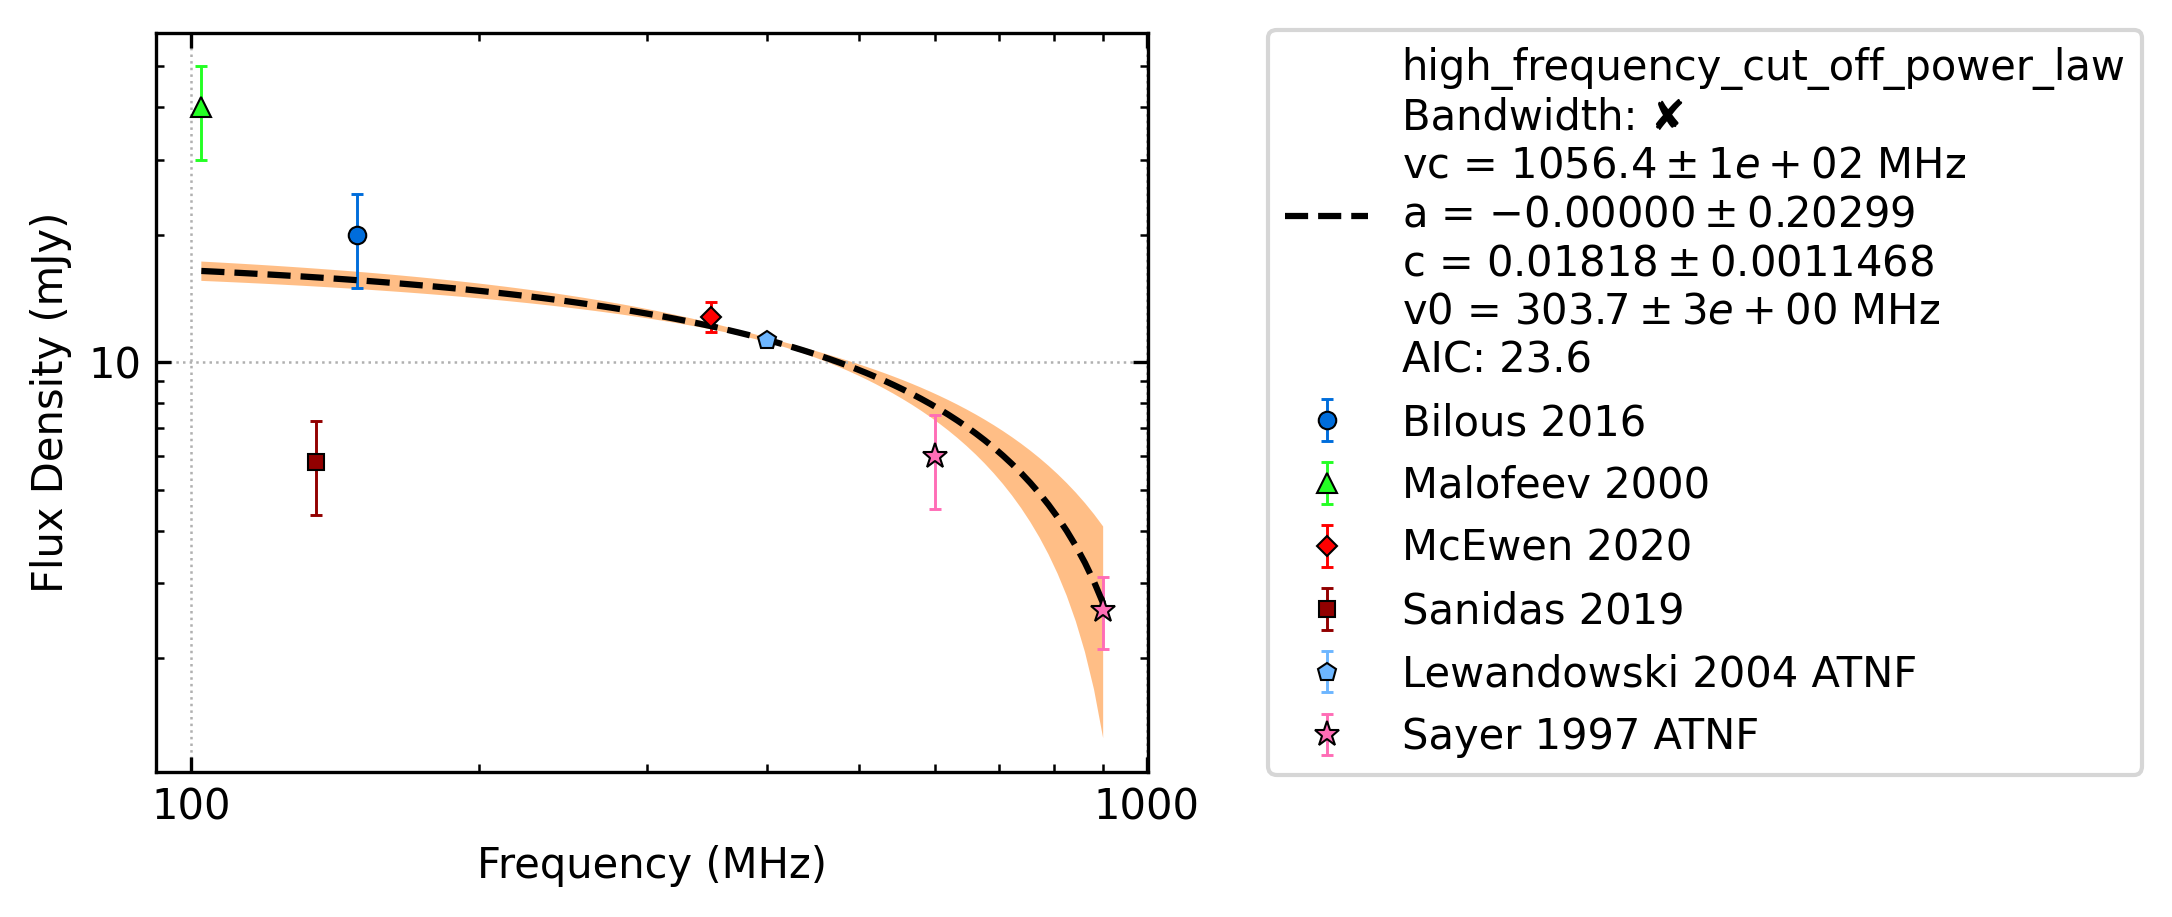 Flux Density (mJy)
10
100
1000
Frequency (MHz)
high_frequency_cut_off_power_law
Bandwidth: ✘
vc = 1056.4 ± 1e + 02 MHz
a = −0.00000 ± 0.20299
c = 0.01818 ± 0.0011468
v0 = 303.7 ± 3e + 00 MHz
AIC: 23.6
Bilous 2016
Malofeev 2000
McEwen 2020
Sanidas 2019
Lewandowski 2004 ATNF
Sayer 1997 ATNF